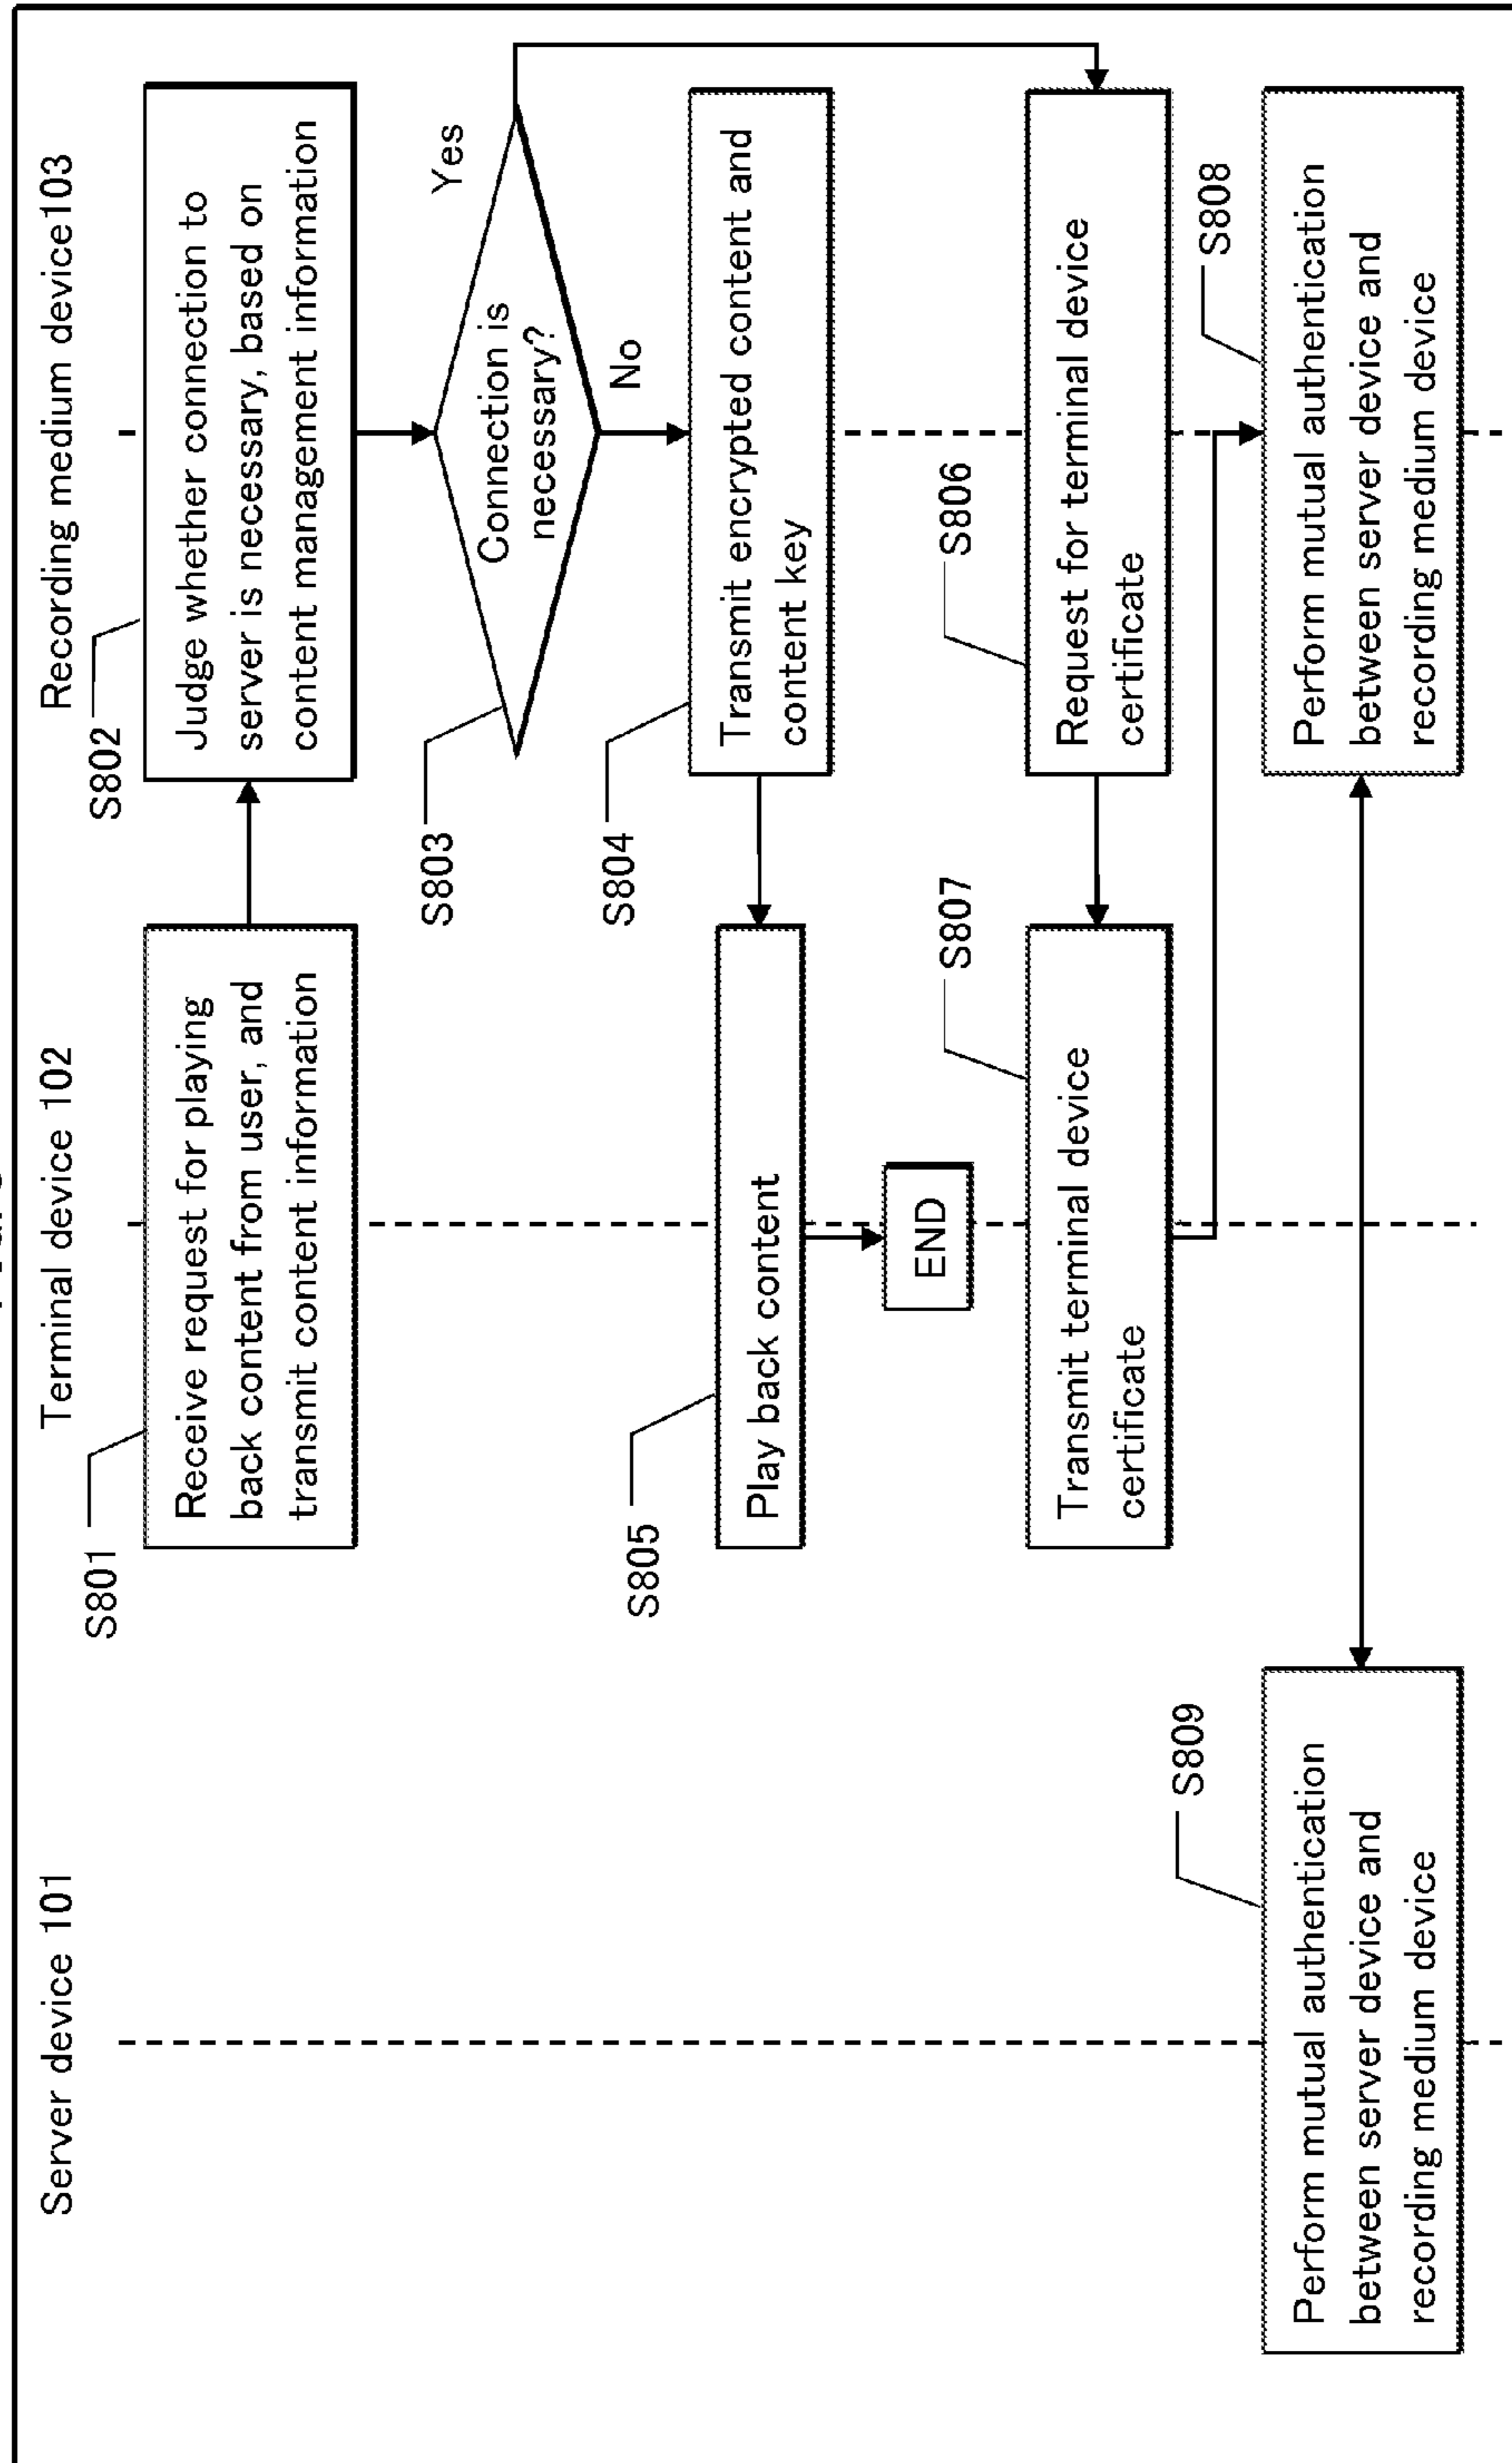 Server device 101
Terminal device 102
Recording medium device103
S801
Receive request for playing
back content from user, and
transmit content information
S802
Judge whether connection to
server is necessary, based on
content management information
S803
Connection is
necessary?
Yes
No
S804
Transmit encrypted content and
content key
S805
Play back content
END
S806
Request for terminal device
certificate
S807
Transmit terminal device
certificate
S808
Perform mutual authentication
between server device and
recording medium device
S809
Perform mutual authentication
between server device and
recording medium device